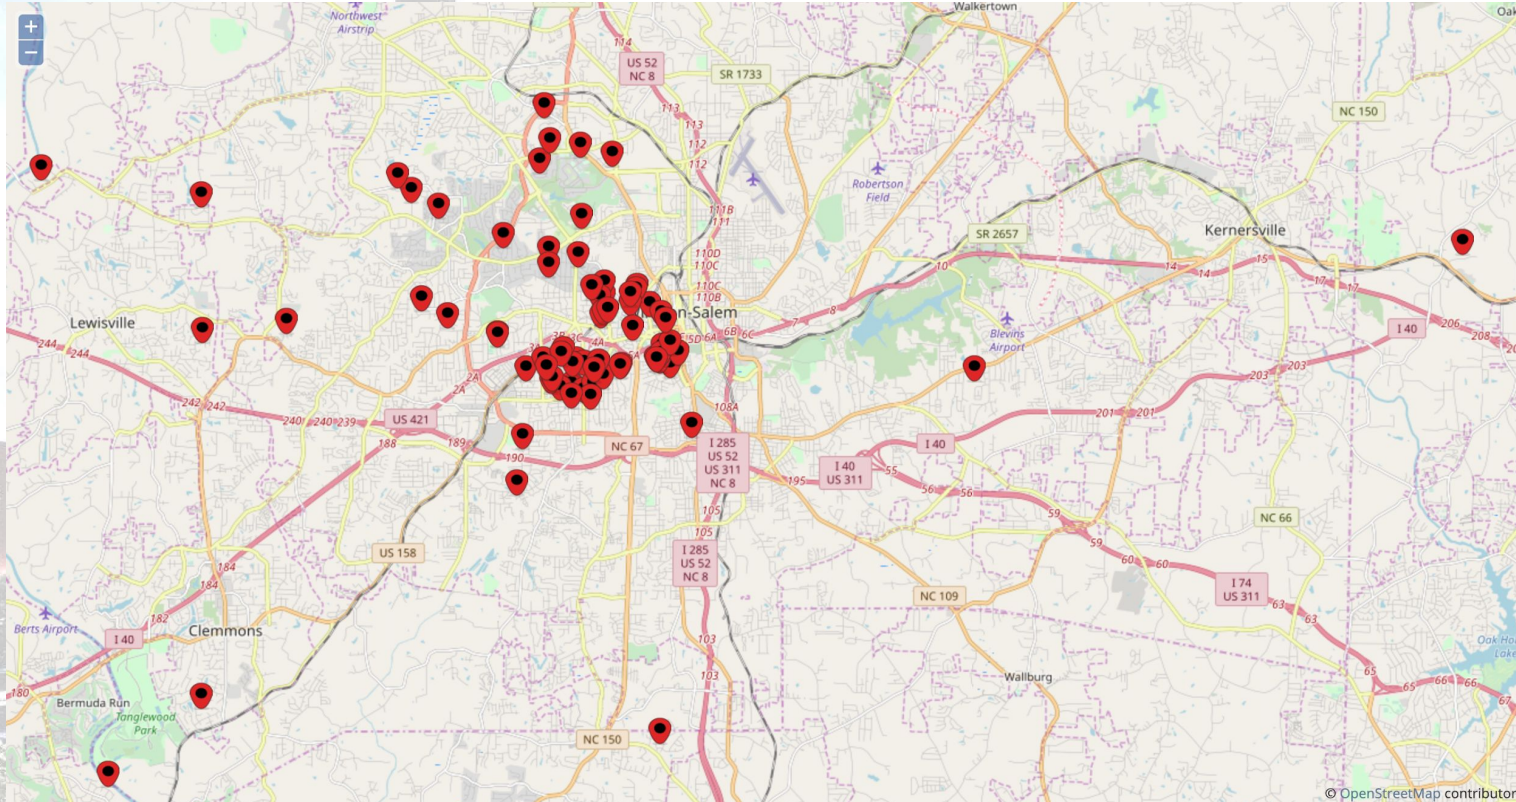 +
−
Northwest
Airstrip
Walkertown
114
US 52
NC 8
SR 1733
113
113
112
112
NC 150
Robertson
Field
111B
111
SR 2657
Kernersville
110D
110C
10
14
14
15
17
17
110C
110B
n-Salem
Lewisville
7
8
Blevins
Airport
I 40
206
208
244
244
4A
5D
6A
6B
6C
203
203
2A
2A
242
242
108A
201
201
240
240
239
US 421
188
189
190
NC 67
I 285
US 52
US 311
NC 8
I 40
I 40
US 311
55
195
56
56
105
59
NC 66
105
59
US 158
I 285
US 52
NC 8
60
60
184
184
I 74
US 311
NC 109
63
63
182
Berts Airport
I 40
Clemmons
103
103
65
65
66
66
67
180
Wallburg
Bermuda Run
Tanglewood
Park
NC 150
© OpenStreetMap contributor